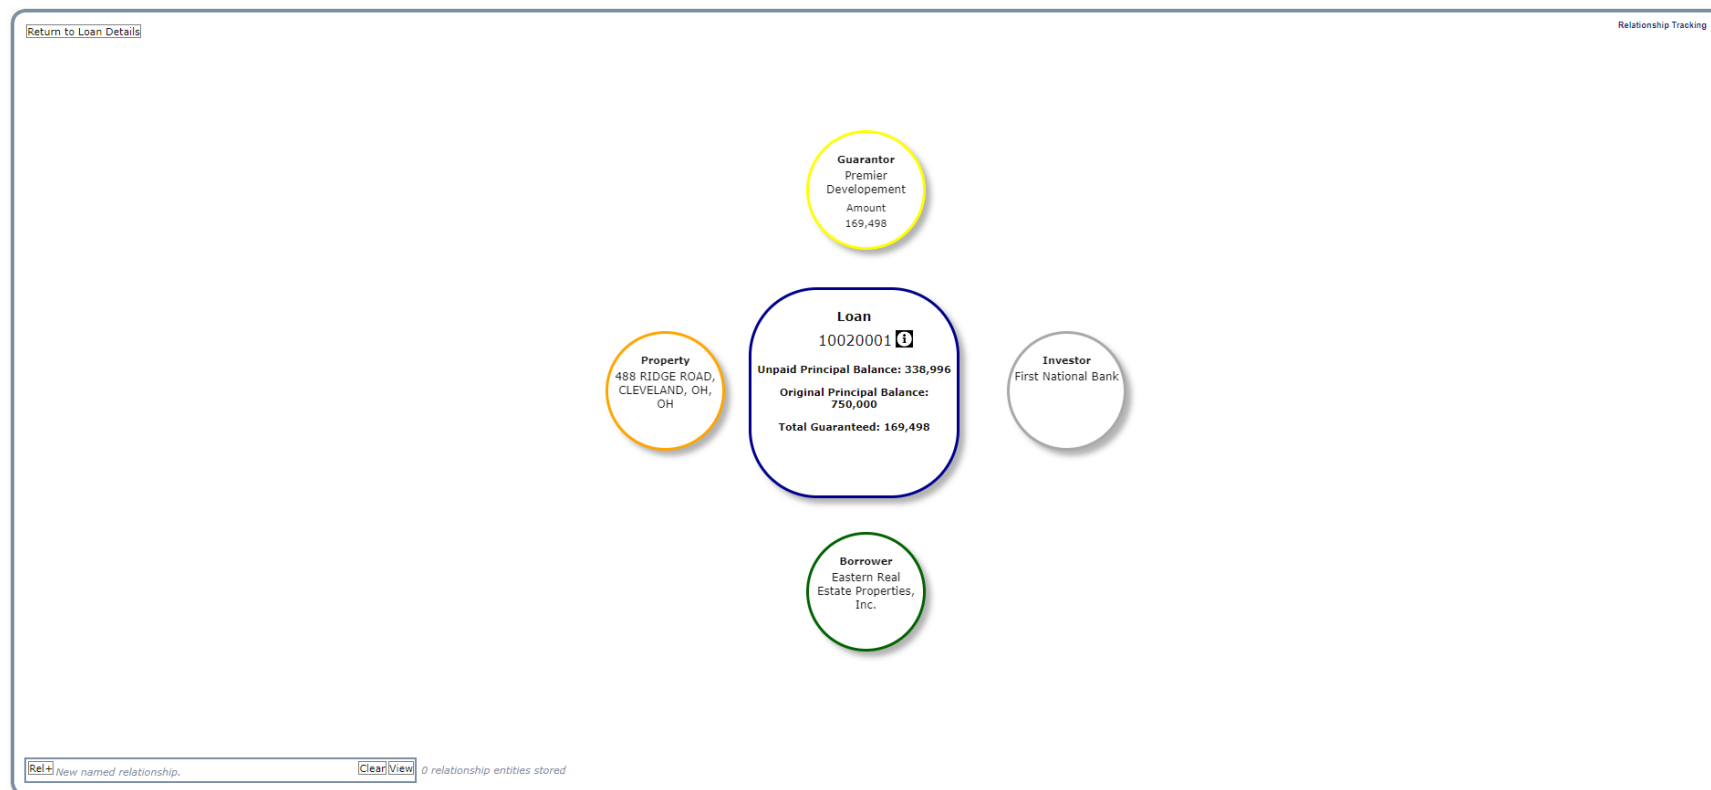 Return to Loan Details
Relationship Tracking
Guarantor
Premier
Developement
Amount
169,498
Loan
10020001
Unpaid Principal Balance: 338,996
Original Principal Balance:
750,000
Total Guaranteed: 169,498
Property
488 RIDGE ROAD,
CLEVELAND, OH,
OH
Investor
First National Bank
Borrower
Eastern Real
Estate Properties,
Inc.
Rel+ New named relationship. Clear View 0 relationship entities stored